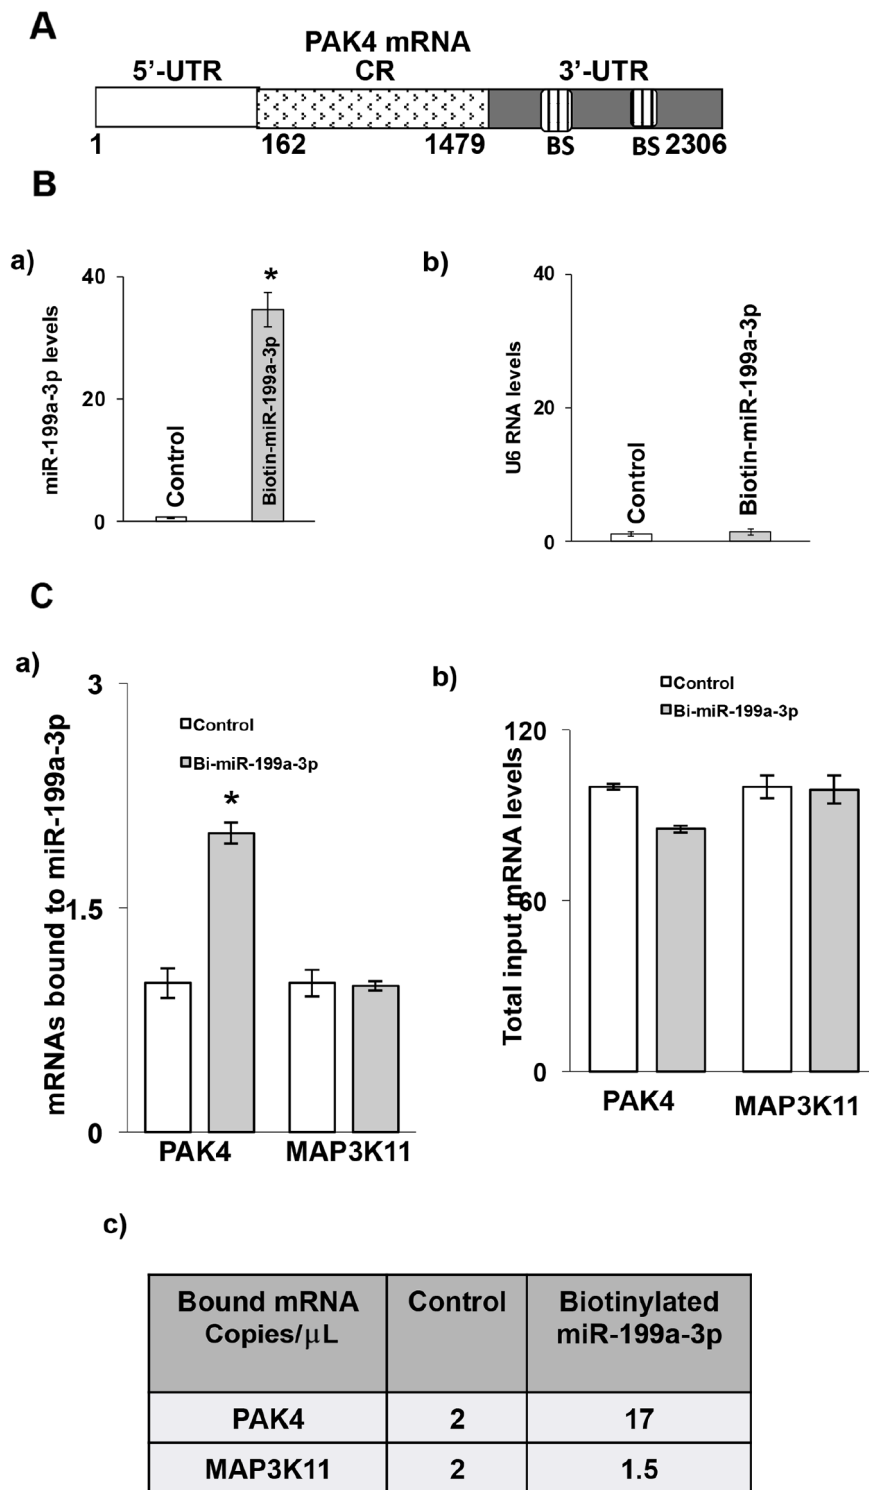 A
PAK4 mRNA
5’-UTR CR 3’-UTR
1 162 1479 BS BS 2306
B
a)
miR-199a-3p levels
40
20
0
Control
*
Biotin-miR-199a-3p
b)
U6 RNA levels
40
20
0
Control
Biotin-miR-199a-3p
C
a)
mRNAs bound to miR-199a-3p
3
1.5
0
Control
Bi-miR-199a-3p
*
PAK4 MAP3K11
b)
Total input mRNA levels
Control
Bi-miR-199a-3p
120
60
0
PAK4 MAP3K11
c)
Bound mRNA Control Biotinylated
Copies/µL miR-199a-3p
PAK4 2 17
MAP3K11 2 1.5